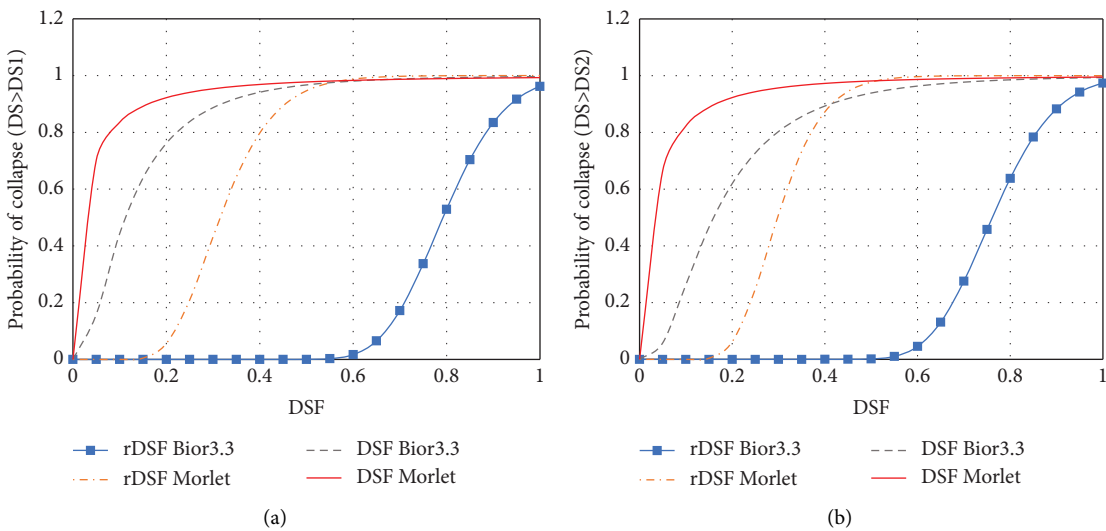 Probability of collapse (DS>DS1)
1.2
1
0.8
0.6
0.4
0.2
0
0 0.2 0.4 0.6 0.8 1
DSF
rDSF Bior3.3 DSF Bior3.3
rDSF Morlet DSF Morlet
(a)
Probability of collapse (DS>DS2)
1.2
1
0.8
0.6
0.4
0.2
0
0 0.2 0.4 0.6 0.8 1
DSF
rDSF Bior3.3 DSF Bior3.3
rDSF Morlet DSF Morlet
(b)